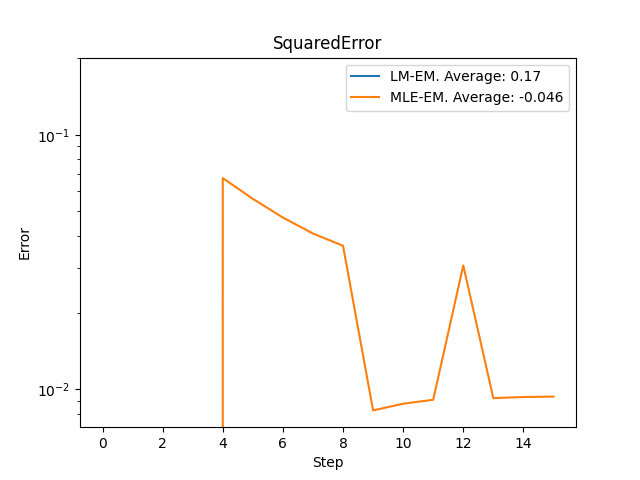 SquaredError
LM-EM. Average: 0.17
MLE-EM. Average: -0.046
10⁻¹
10⁻²
Error
0 2 4 6 8 10 12 14
Step